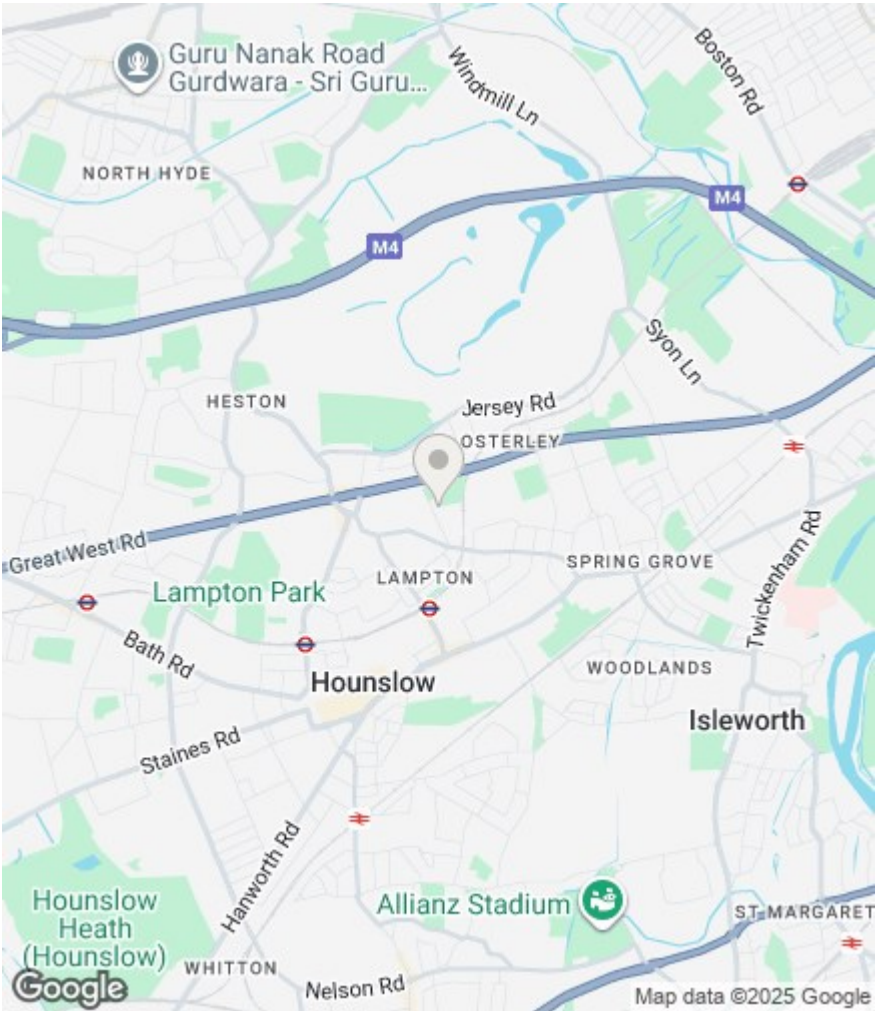 Guru Nanak Road
Gurdwara - Sri Guru...
Windmill Ln
Boston Rd
NORTH HYDE
M4
M4
Syon Ln
HESTON
Jersey Rd
OSTERLEY
Great West Rd
SPRING GROVE
Twickenham Rd
LAMPTON
Lampton Park
Bath Rd
WOODLANDS
Hounslow
Isleworth
Staines Rd
Hanworth Rd
Hounslow
Heath
(Hounslow)
Allianz Stadium
ST MARGARET
WHITTON
Nelson Rd
Google
Map data ©2025 Google